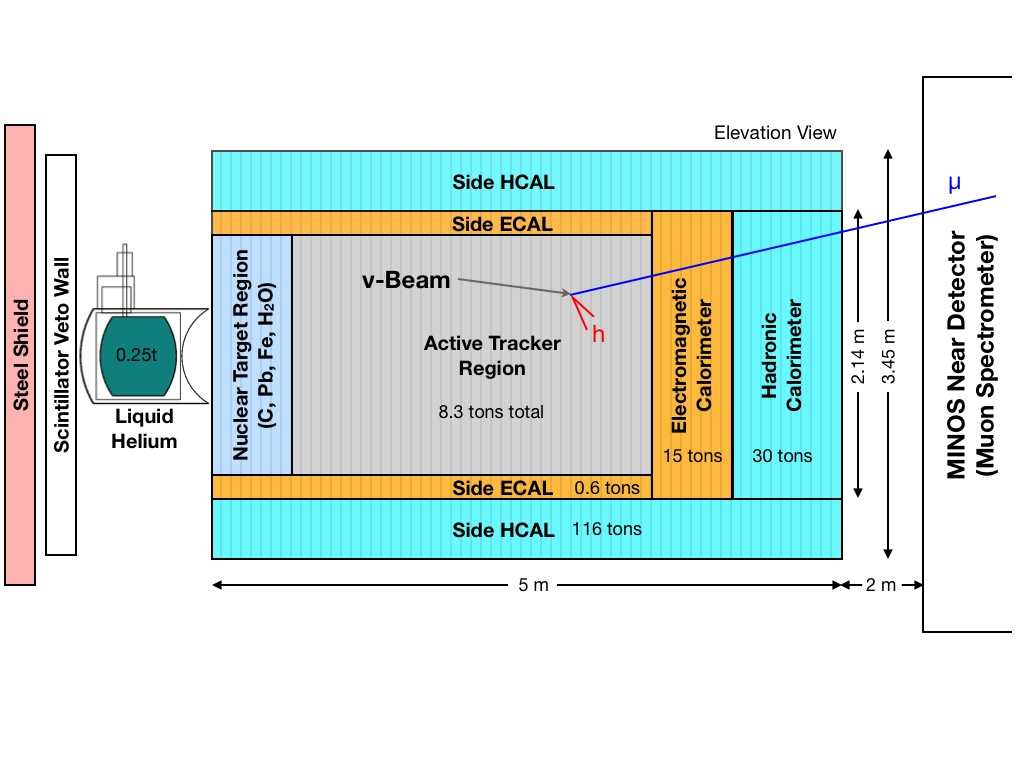 Elevation View
Steel Shield
Scintillator Veto Wall
0.25t
Liquid
Helium
Side HCAL
Side ECAL
Nuclear Target Region
(C, Pb, Fe, H₂O)
ν-Beam
h
μ
Active Tracker
Region
8.3 tons total
Electromagnetic
Calorimeter
15 tons
Hadronic
Calorimeter
30 tons
Side ECAL 0.6 tons
Side HCAL 116 tons
2.14 m
3.45 m
5 m
2 m
MINOS Near Detector
(Muon Spectrometer)